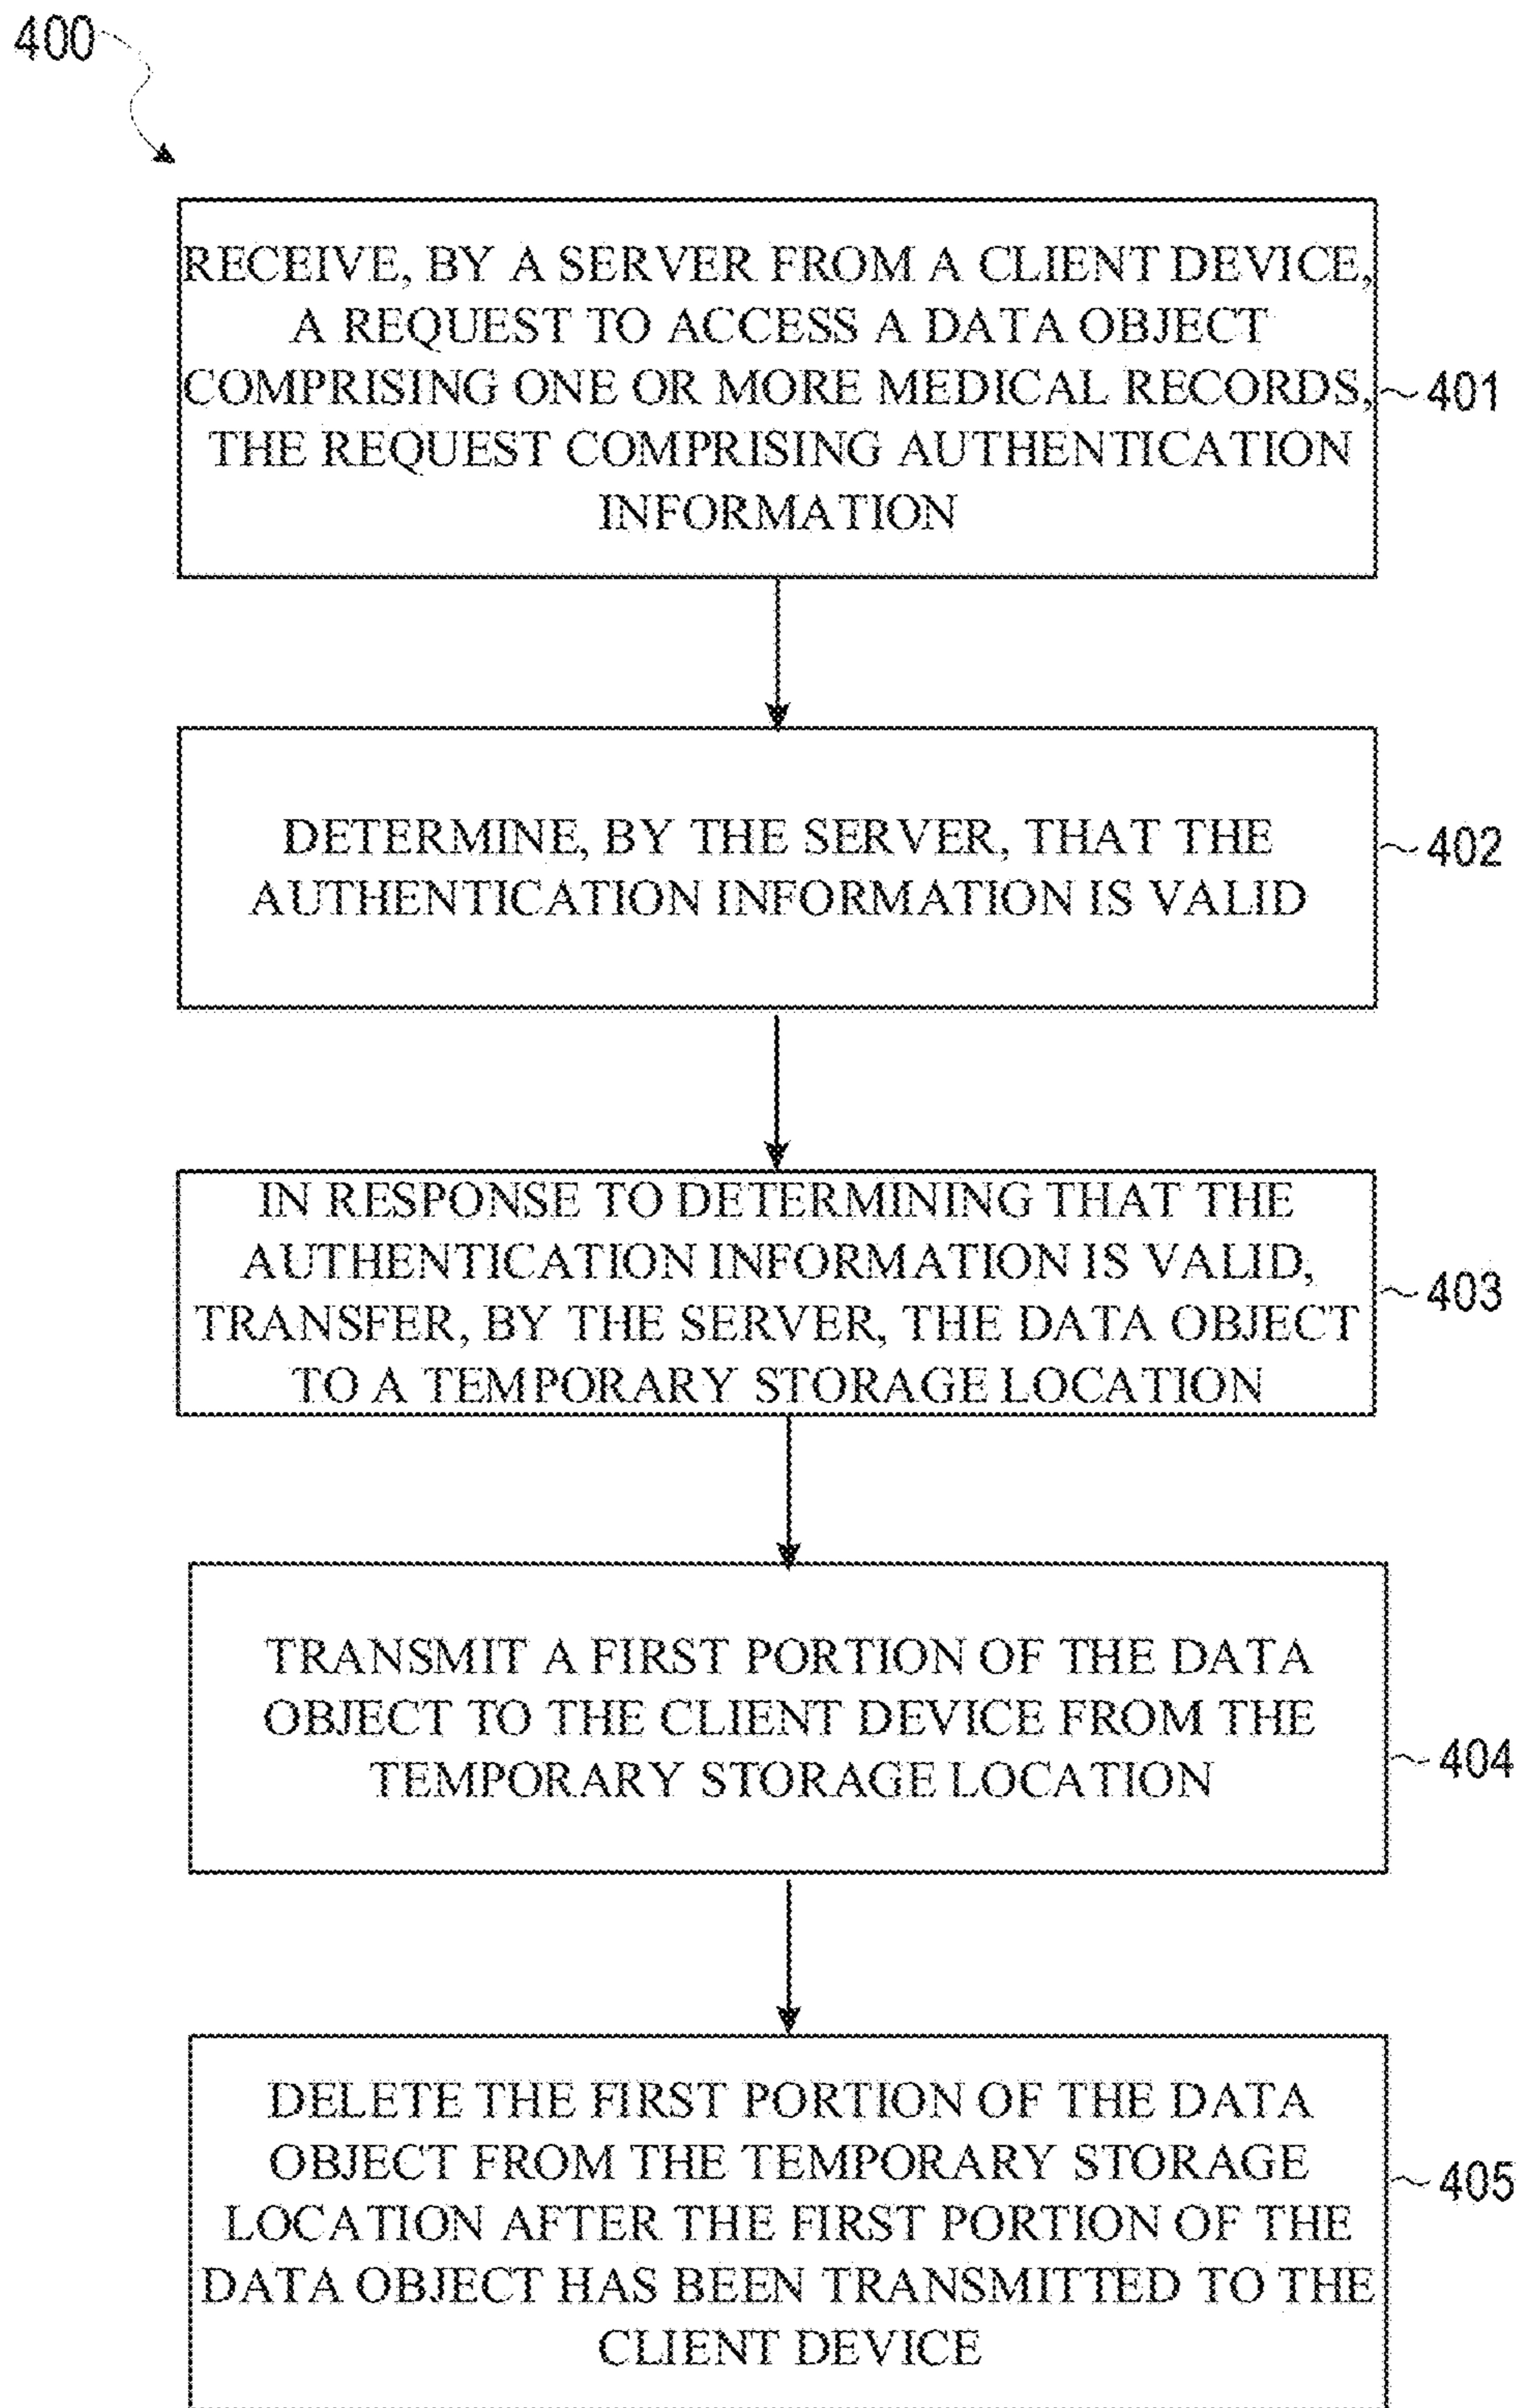 400
RECEIVE, BY A SERVER FROM A CLIENT DEVICE,
A REQUEST TO ACCESS A DATA OBJECT
COMPRISING ONE OR MORE MEDICAL RECORDS,
THE REQUEST COMPRISING AUTHENTICATION
INFORMATION
401
DETERMINE, BY THE SERVER, THAT THE
AUTHENTICATION INFORMATION IS VALID
402
IN RESPONSE TO DETERMINING THAT THE
AUTHENTICATION INFORMATION IS VALID,
TRANSFER, BY THE SERVER, THE DATA OBJECT
TO A TEMPORARY STORAGE LOCATION
403
TRANSMIT A FIRST PORTION OF THE DATA
OBJECT TO THE CLIENT DEVICE FROM THE
TEMPORARY STORAGE LOCATION
404
DELETE THE FIRST PORTION OF THE DATA
OBJECT FROM THE TEMPORARY STORAGE
LOCATION AFTER THE FIRST PORTION OF THE
DATA OBJECT HAS BEEN TRANSMITTED TO THE
CLIENT DEVICE
405